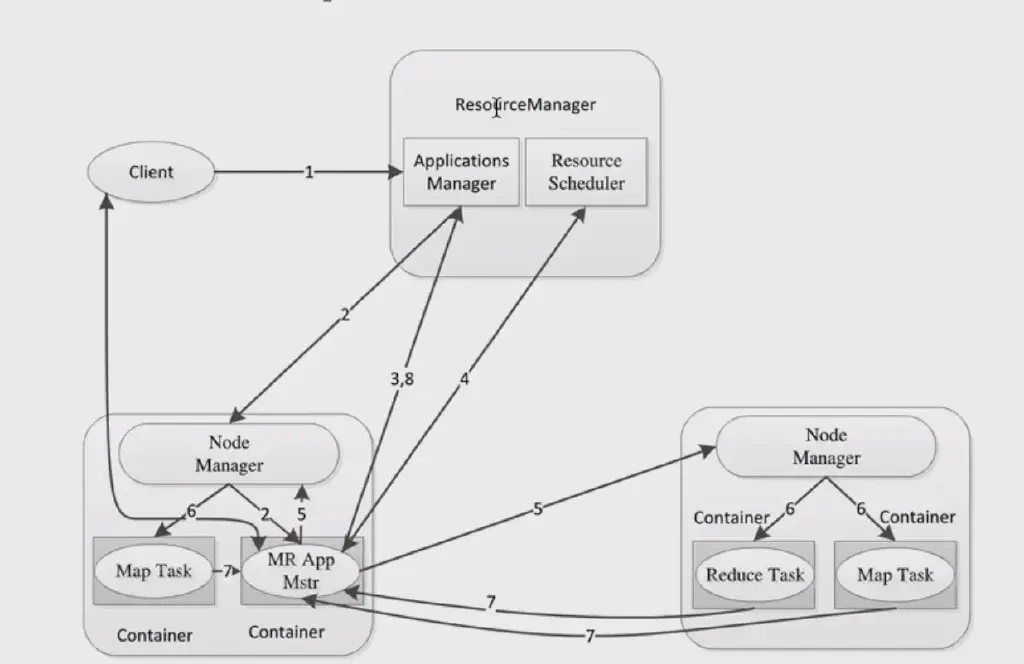 ResourceManager
Client
1
Applications
Manager
Resource
Scheduler
2
3,8
4
Node
Manager
6
2
5
Map Task
7
MR App
Mstr
Container
Container
5
Node
Manager
Container
6
6
Container
Reduce Task
Map Task
7
7